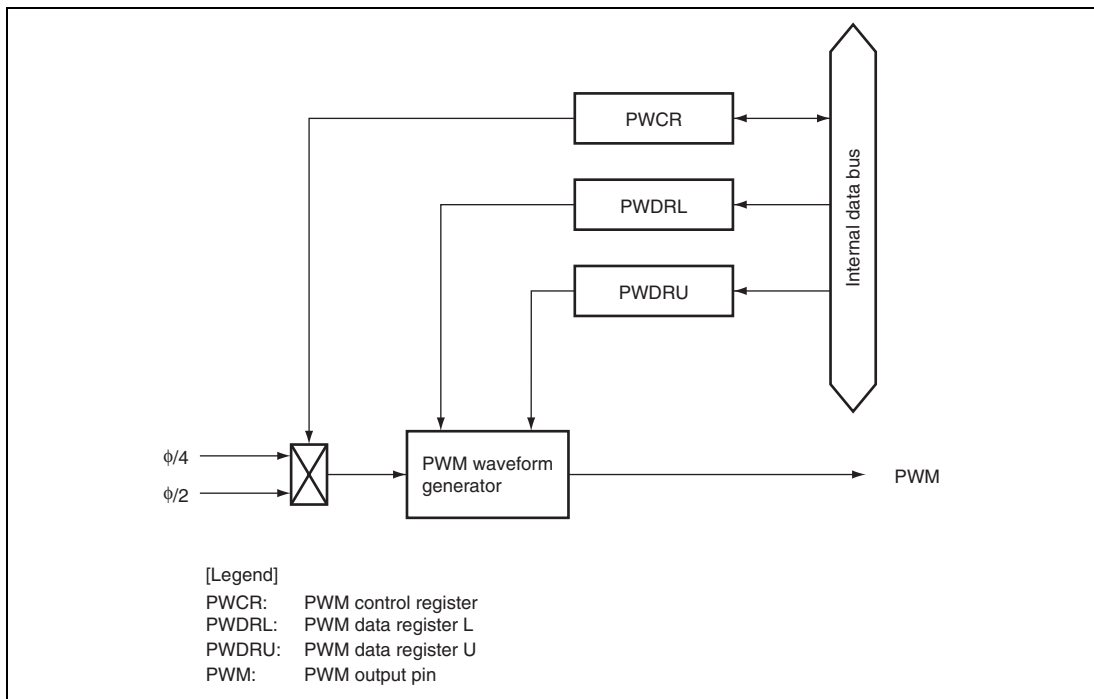 PWCR
PWDRL
PWDRU
Internal data bus
ϕ/4
ϕ/2
PWM waveform
generator
PWM
[Legend]
PWCR: PWM control register
PWDRL: PWM data register L
PWDRU: PWM data register U
PWM: PWM output pin